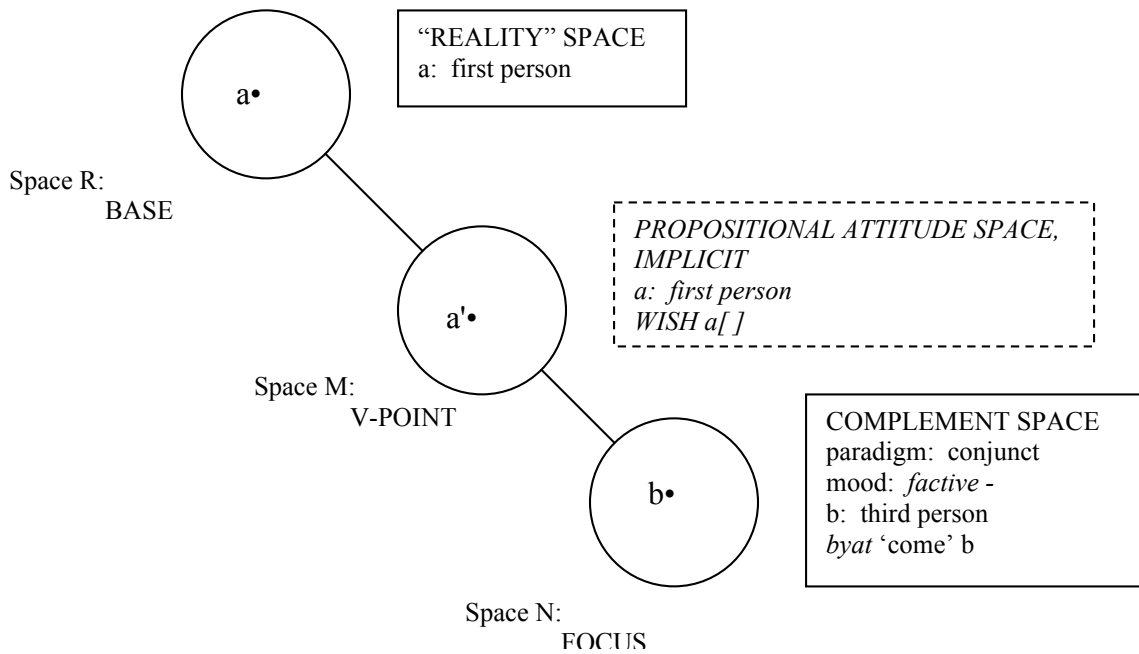 “REALITY” SPACE
a: first person
a•
Space R:
BASE
PROPOSITIONAL ATTITUDE SPACE,
IMPLICIT
a: first person
WISH a[ ]
a'•
Space M:
V-POINT
COMPLEMENT SPACE
paradigm: conjunct
mood: factive -
b: third person
byat ‘come’ b
b•
Space N:
FOCUS